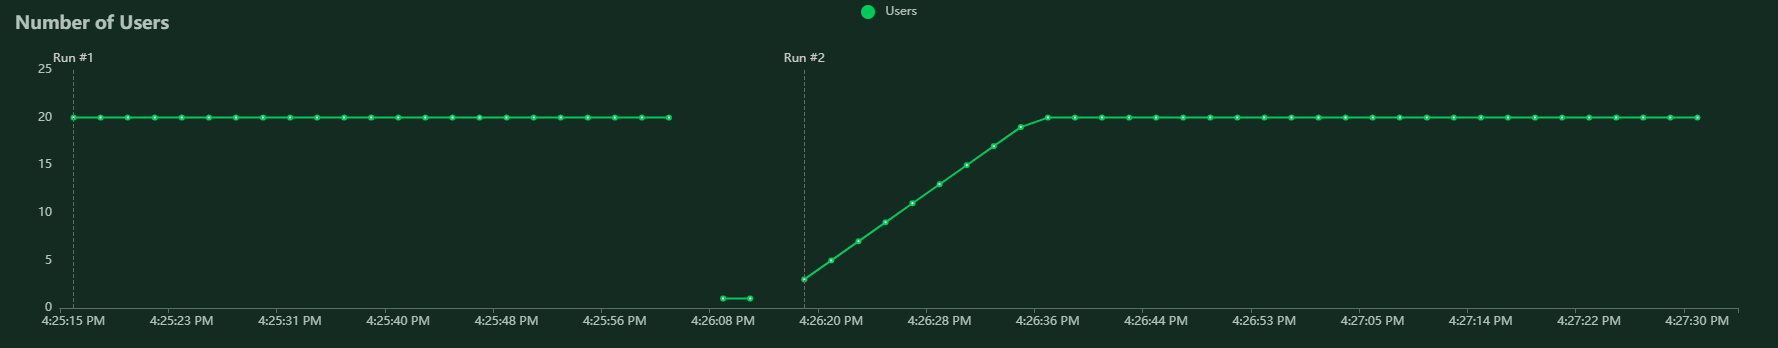 Number of Users
Users
Run #1
Run #2
25
20
15
10
5
0
4:25:15 PM
4:25:23 PM
4:25:31 PM
4:25:40 PM
4:25:48 PM
4:25:56 PM
4:26:08 PM
4:26:20 PM
4:26:28 PM
4:26:36 PM
4:26:44 PM
4:26:53 PM
4:27:05 PM
4:27:14 PM
4:27:22 PM
4:27:30 PM